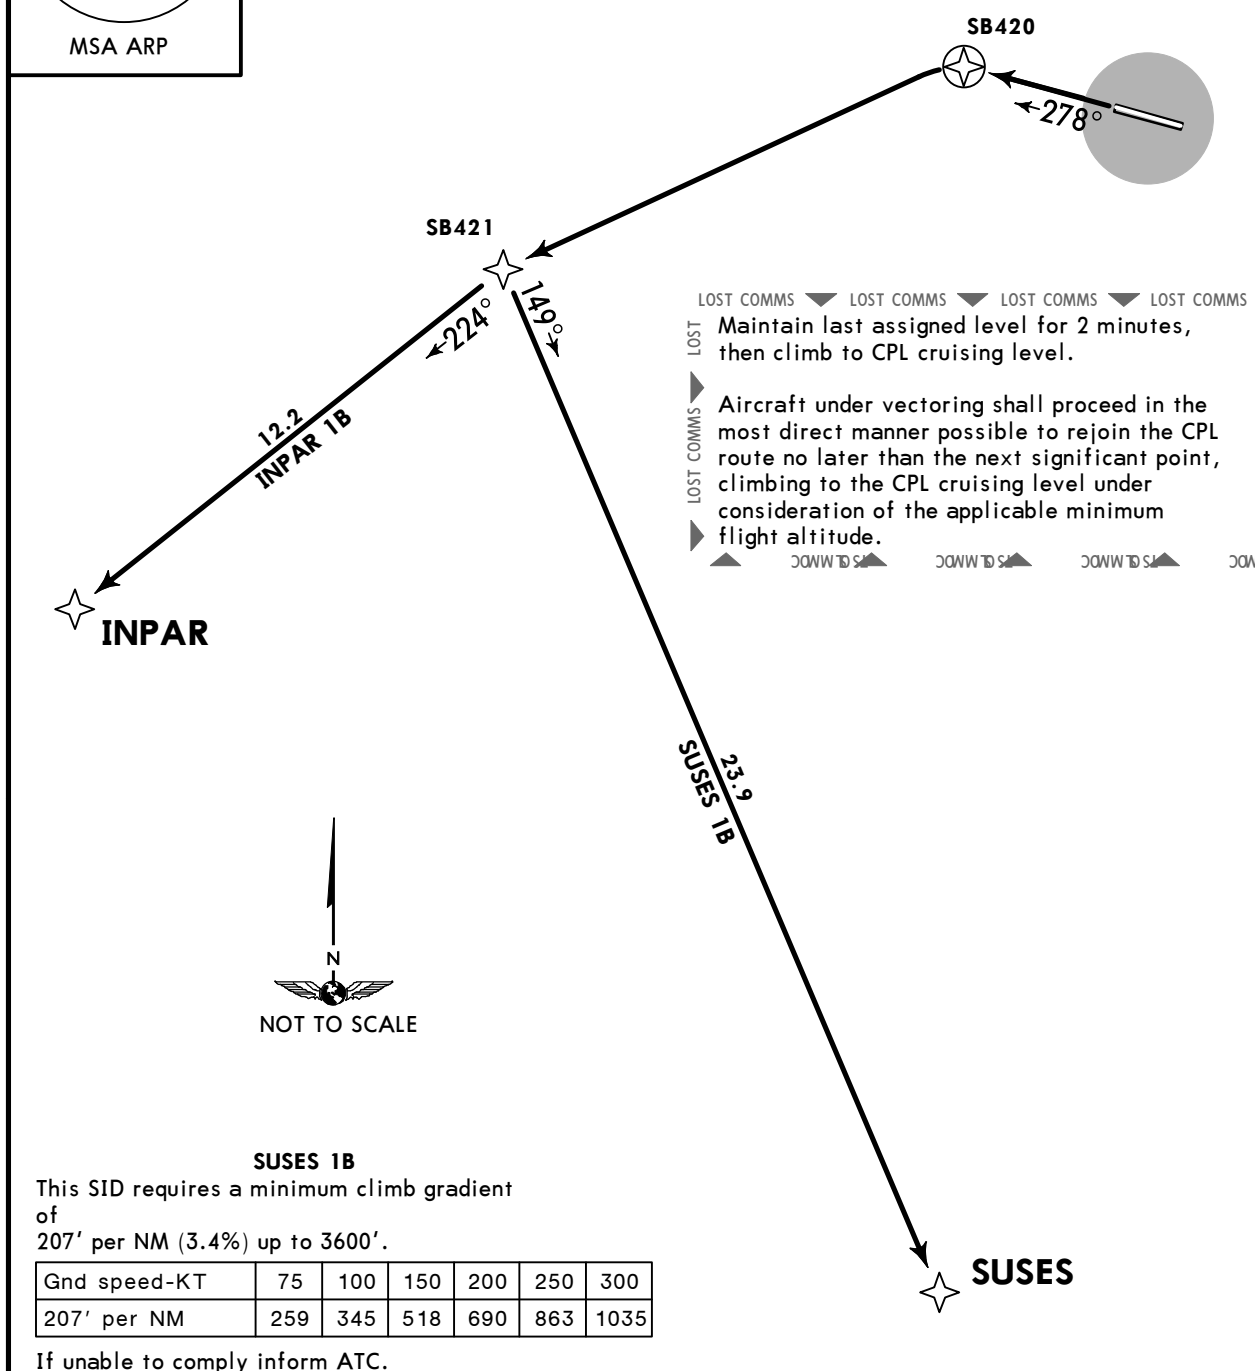 MSA ARP
SB420
278°
SB421
224°
149°
LOST COMMS LOST COMMS LOST COMMS LOST COMMS
LOST
LOST COMMS
Maintain last assigned level for 2 minutes,
then climb to CPL cruising level.
Aircraft under vectoring shall proceed in the
most direct manner possible to rejoin the CPL
route no later than the next significant point,
climbing to the CPL cruising level under
consideration of the applicable minimum
flight altitude.
12.2
INPAR 1B
INPAR
23.9
SUSES 1B
N
NOT TO SCALE
SUSES 1B
This SID requires a minimum climb gradient
of
207' per NM (3.4%) up to 3600'.
Gnd speed-KT 75 100 150 200 250 300
207' per NM 259 345 518 690 863 1035
If unable to comply inform ATC.
SUSES